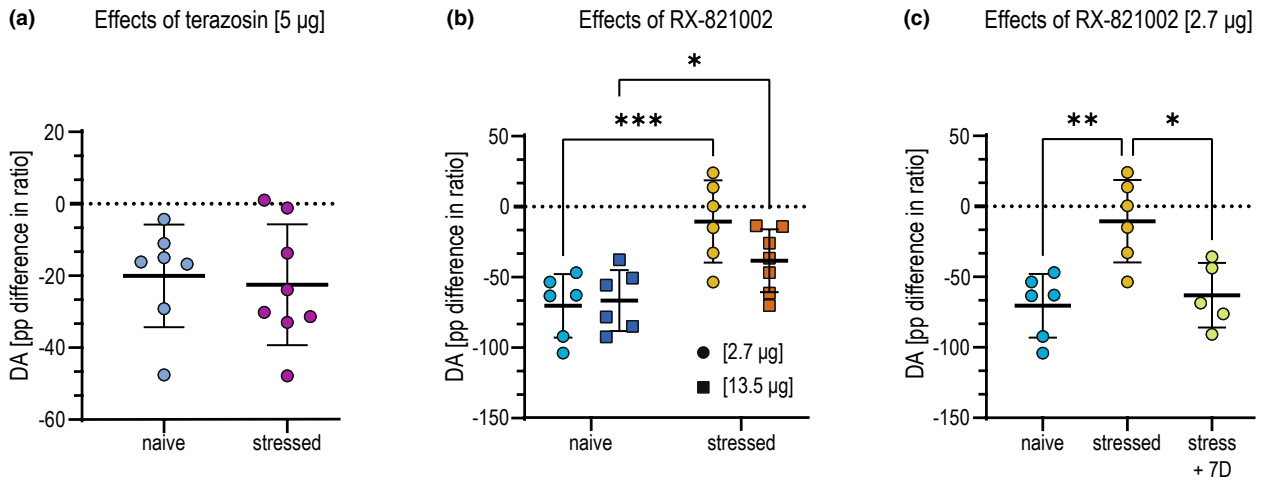 (a) Effects of terazosin [5 µg]
DA [pp difference in ratio]
20
0
-20
-40
-60
naive stressed
(b) Effects of RX-821002
DA [pp difference in ratio]
50
0
-50
-100
-150
*
***
[2.7 µg]
[13.5 µg]
naive stressed
(c) Effects of RX-821002 [2.7 µg]
DA [pp difference in ratio]
50
0
-50
-100
-150
** *
naive stressed stress
+ 7D